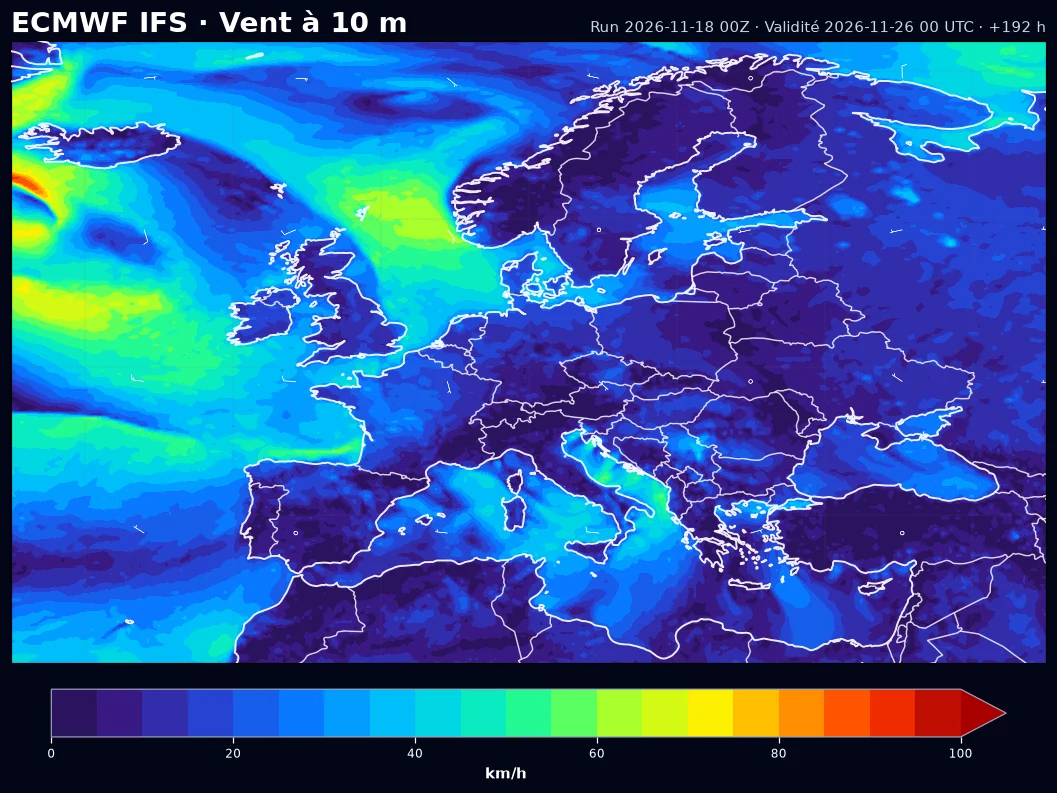 ECMWF IFS · Vent à 10 m
Run 2026-11-18 00Z · Validité 2026-11-26 00 UTC · +192 h
0 20 40 60 80 100
km/h